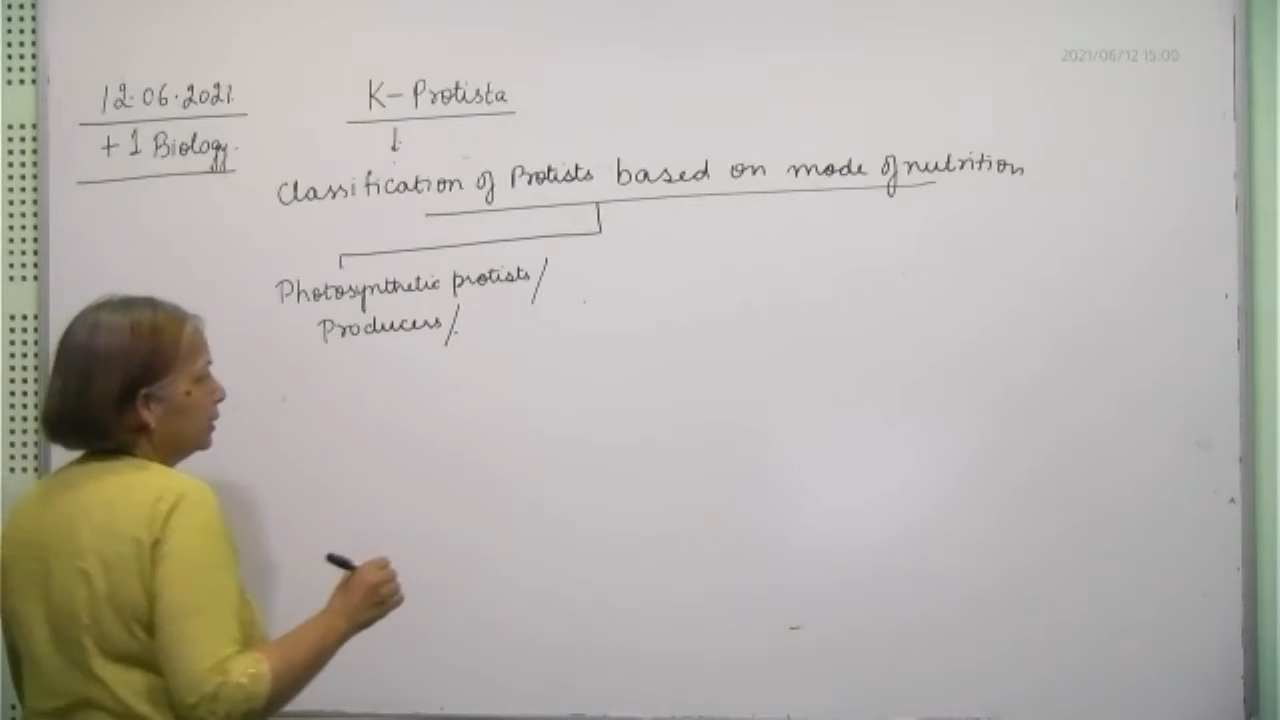 2021/06/12 15:00
12.06.2021.
K- Protista
+ 1 Biology.
Classification of Protists based on mode of nutrition
Photosynthetic protists/
Producers/